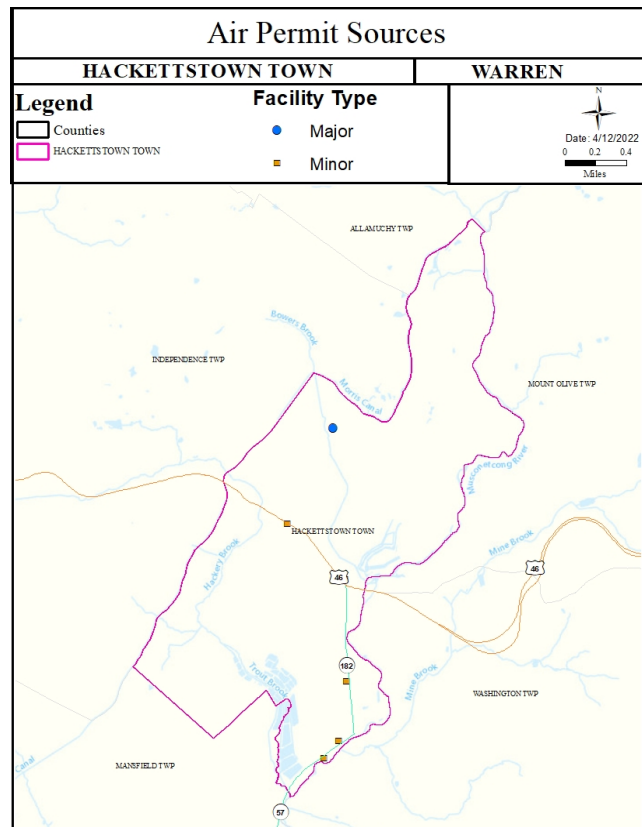 Air Permit Sources
HACKETTSTOWN TOWN
WARREN
Legend
Counties
HACKETTSTOWN TOWN
Facility Type
Major
Minor
N
Date: 4/12/2022
0 0.2 0.4
Miles
ALLAMUCHY TWP
Bowers Brook
INDEPENDENCE TWP
Morris Canal
MOUNT OLIVE TWP
Musconetcong River
Mine Brook
HACKETTSTOWN TOWN
Hackery Brook
46
46
182
Trout Brook
Mine Brook
WASHINGTON TWP
MANSFIELD TWP
Canal
57